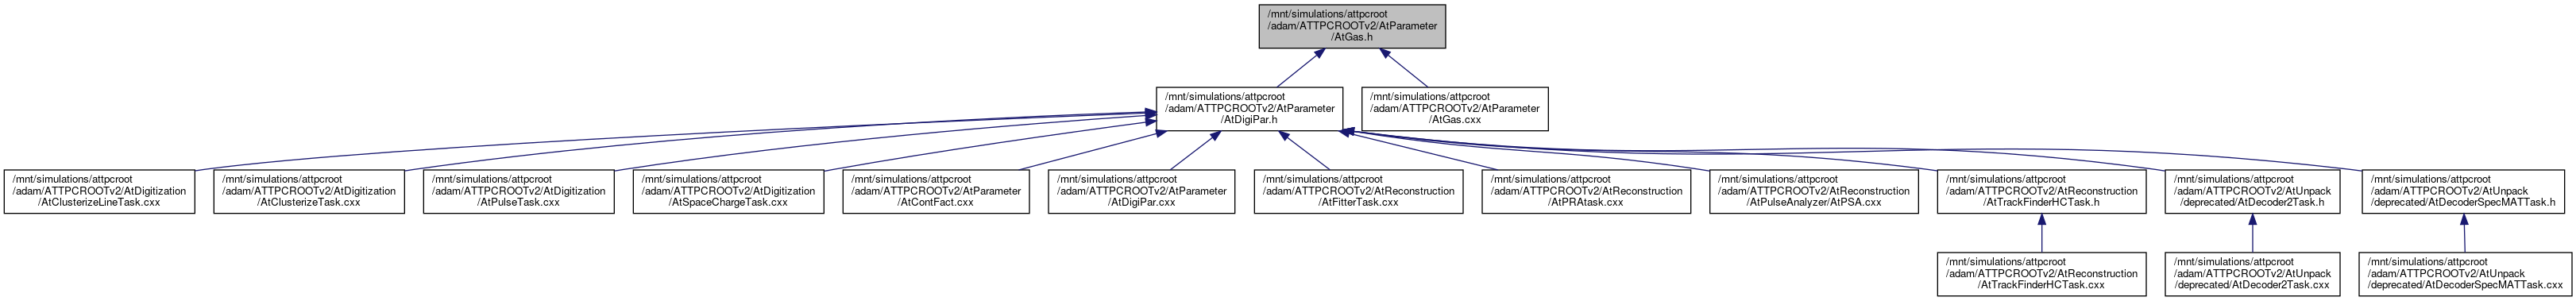 /mnt/simulations/attpcroot
/adam/ATTPCROOTv2/AtParameter
/AtGas.h
/mnt/simulations/attpcroot
/adam/ATTPCROOTv2/AtParameter
/AtDigiPar.h
/mnt/simulations/attpcroot
/adam/ATTPCROOTv2/AtParameter
/AtGas.cxx
/mnt/simulations/attpcroot
/adam/ATTPCROOTv2/AtDigitization
/AtClusterizeLineTask.cxx
/mnt/simulations/attpcroot
/adam/ATTPCROOTv2/AtDigitization
/AtClusterizeTask.cxx
/mnt/simulations/attpcroot
/adam/ATTPCROOTv2/AtDigitization
/AtPulseTask.cxx
/mnt/simulations/attpcroot
/adam/ATTPCROOTv2/AtDigitization
/AtSpaceChargeTask.cxx
/mnt/simulations/attpcroot
/adam/ATTPCROOTv2/AtParameter
/AtContFact.cxx
/mnt/simulations/attpcroot
/adam/ATTPCROOTv2/AtParameter
/AtDigiPar.cxx
/mnt/simulations/attpcroot
/adam/ATTPCROOTv2/AtReconstruction
/AtFitterTask.cxx
/mnt/simulations/attpcroot
/adam/ATTPCROOTv2/AtReconstruction
/AtPRAtask.cxx
/mnt/simulations/attpcroot
/adam/ATTPCROOTv2/AtReconstruction
/AtPulseAnalyzer/AtPSA.cxx
/mnt/simulations/attpcroot
/adam/ATTPCROOTv2/AtReconstruction
/AtTrackFinderHCTask.h
/mnt/simulations/attpcroot
/adam/ATTPCROOTv2/AtUnpack
/deprecated/AtDecoder2Task.h
/mnt/simulations/attpcroot
/adam/ATTPCROOTv2/AtUnpack
/deprecated/AtDecoderSpecMATTask.h
/mnt/simulations/attpcroot
/adam/ATTPCROOTv2/AtReconstruction
/AtTrackFinderHCTask.cxx
/mnt/simulations/attpcroot
/adam/ATTPCROOTv2/AtUnpack
/deprecated/AtDecoder2Task.cxx
/mnt/simulations/attpcroot
/adam/ATTPCROOTv2/AtUnpack
/deprecated/AtDecoderSpecMATTask.cxx